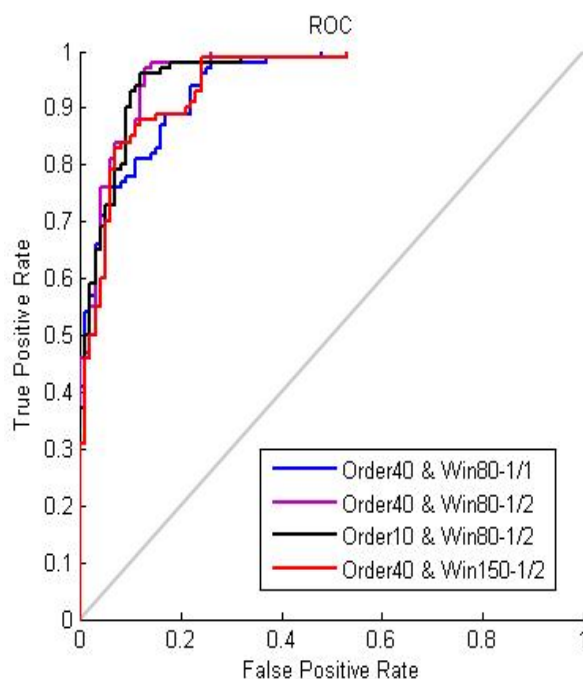 ROC
1
0.9
0.8
0.7
0.6
0.5
0.4
0.3
0.2
0.1
0
True Positive Rate
Order40 & Win80-1/1
Order40 & Win80-1/2
Order10 & Win80-1/2
Order40 & Win150-1/2
0 0.2 0.4 0.6 0.8 1
False Positive Rate